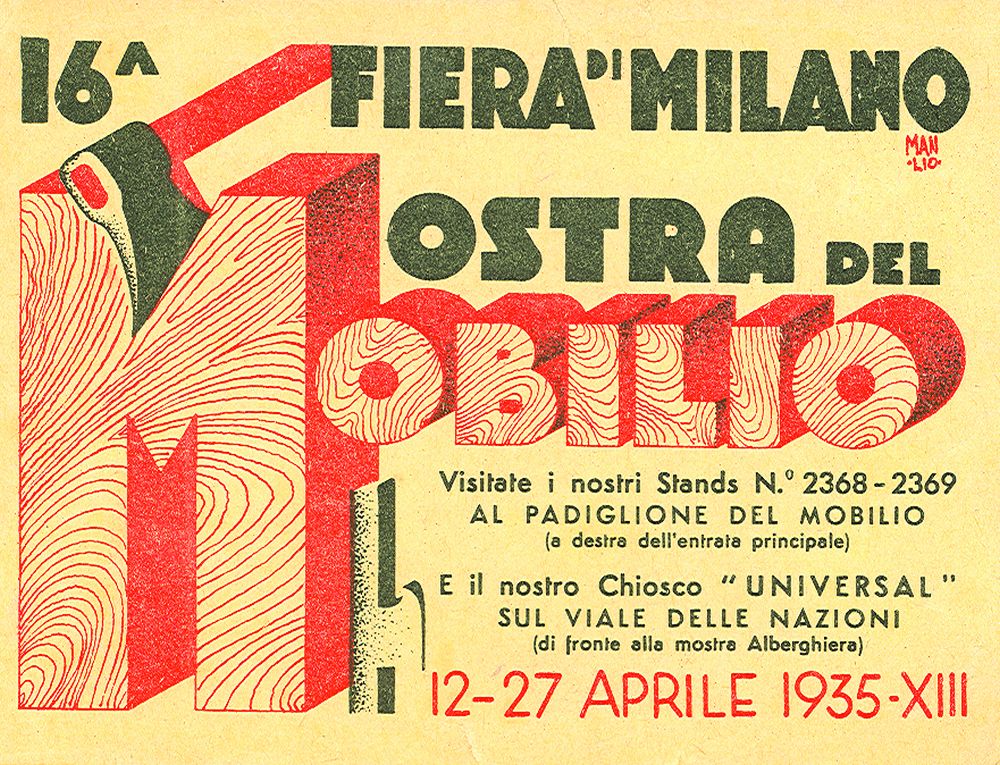 16ᴬ FIERA DI MILANO
MAN
·LIO·
MOSTRA DEL
MOBILIO
Visitate i nostri Stands N.º 2368-2369
AL PADIGLIONE DEL MOBILIO
(a destra dell'entrata principale)
E il nostro Chiosco "UNIVERSAL"
SUL VIALE DELLE NAZIONI
(di fronte alla mostra Alberghiera)
12-27 APRILE 1935-XIII